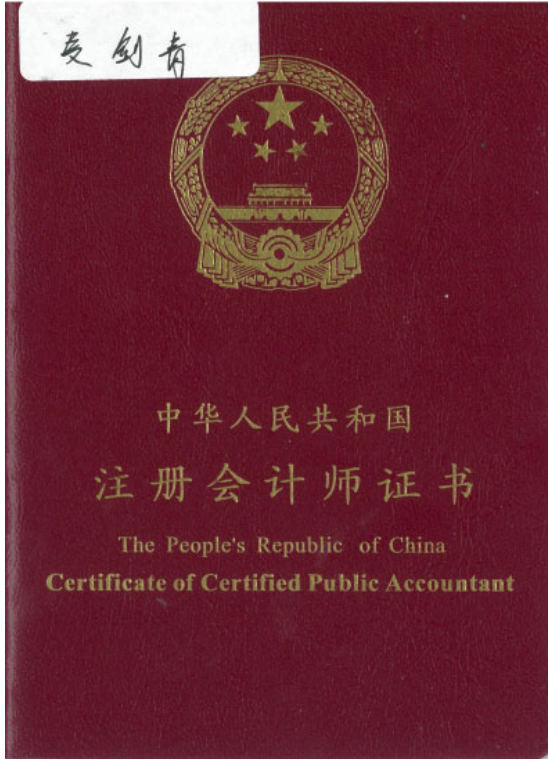 凌剑青
中华人民共和国
注册会计师证书
The People's Republic of China
Certificate of Certified Public Accountant